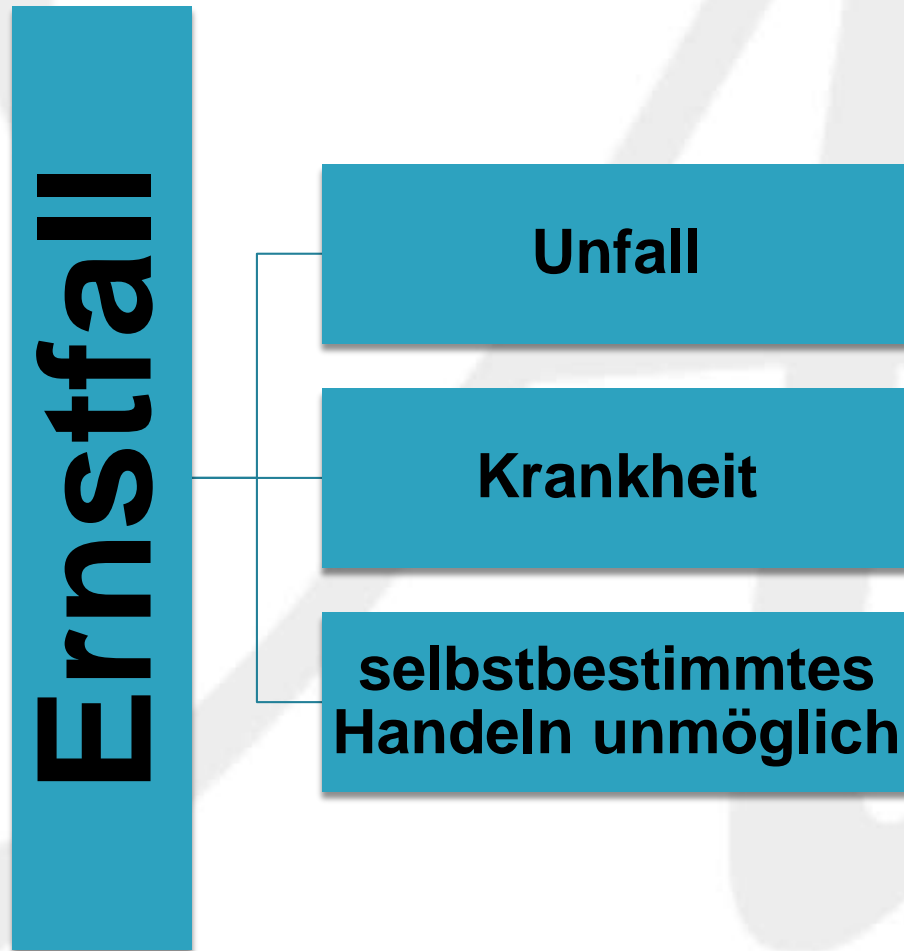 Ernstfall
Unfall
Krankheit
selbstbestimmtes
Handeln unmöglich